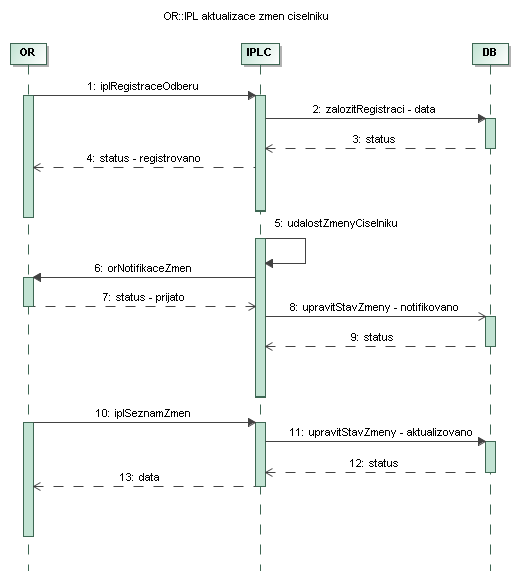 OR::IPL aktualizace zmen ciselniku
OR
IPLC
DB
1: iplRegistraceOdberu
2: zalozitRegistraci - data
3: status
4: status - registrovano
5: udalostZmenyCiselniku
6: orNotifikaceZmen
7: status - prijato
8: upravitStavZmeny - notifikovano
9: status
10: iplSeznamZmen
11: upravitStavZmeny - aktualizovano
12: status
13: data